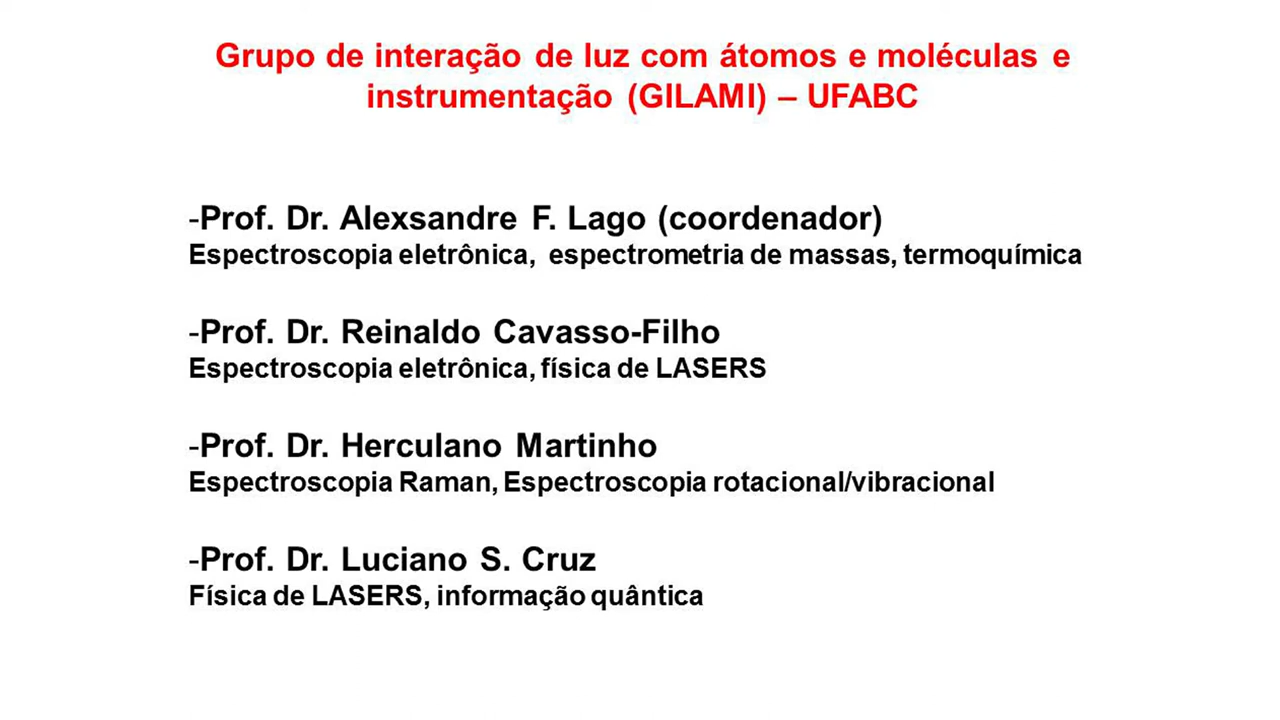 Grupo de interação de luz com átomos e moléculas e
instrumentação (GILAMI) – UFABC
-Prof. Dr. Alexsandre F. Lago (coordenador)
Espectroscopia eletrônica, espectrometria de massas, termoquímica
-Prof. Dr. Reinaldo Cavasso-Filho
Espectroscopia eletrônica, física de LASERS
-Prof. Dr. Herculano Martinho
Espectroscopia Raman, Espectroscopia rotacional/vibracional
-Prof. Dr. Luciano S. Cruz
Física de LASERS, informação quântica